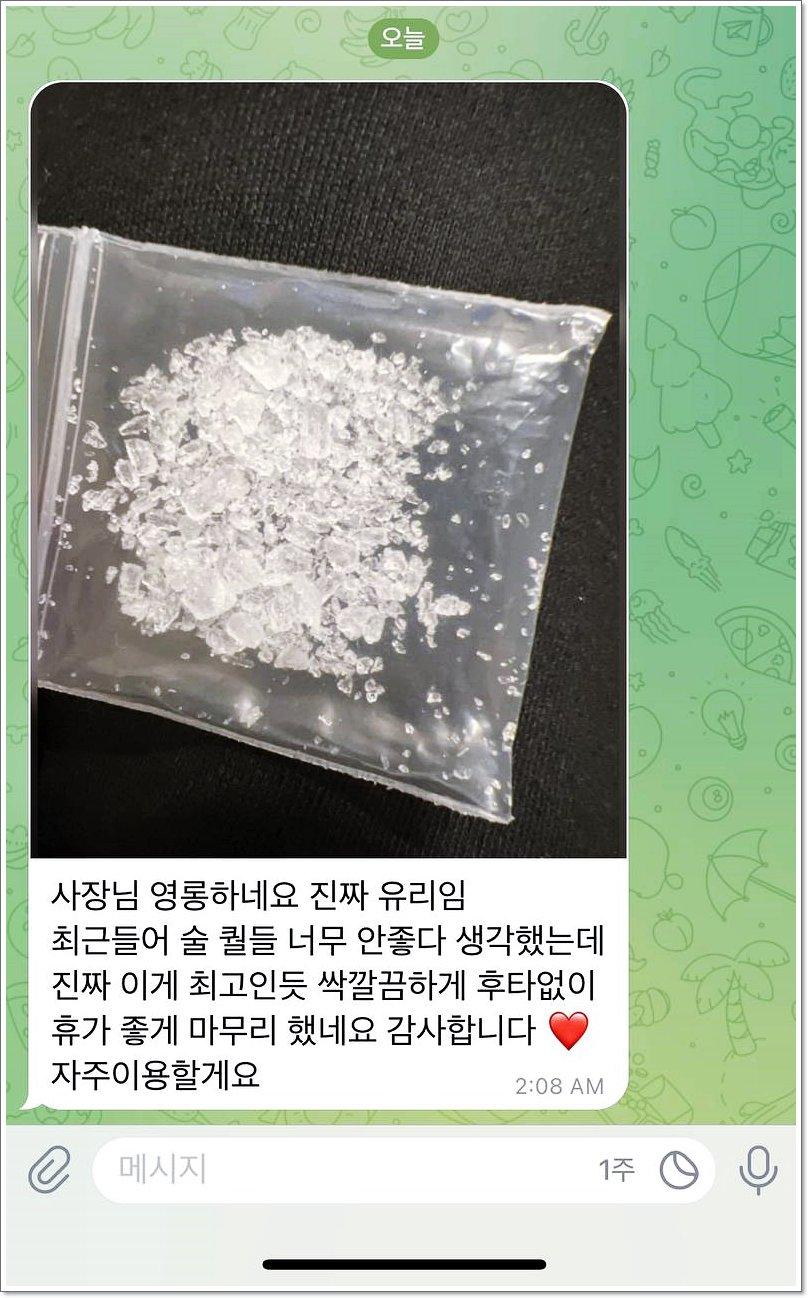 오늘
사장님 영롱하네요 진짜 유리임
최근들어 술 퀄들 너무 안좋다 생각했는데
진짜 이게 최고인듯 싹깔끔하게 후타없이
휴가 좋게 마무리 했네요 감사합니다 ❤️
자주이용할게요
2:08 AM
메시지
1주